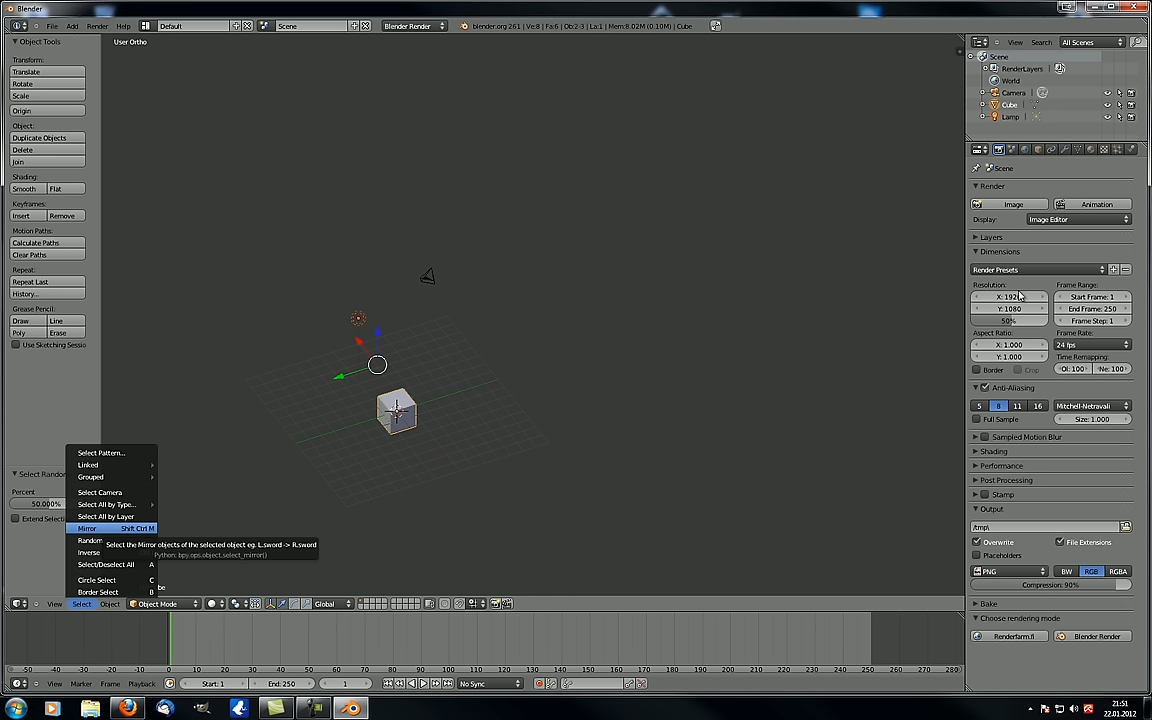 Blender
File Add Render Help Default Scene Blender Render blender.org 261 | Ve:8 | Fa:6 | Ob:2-3 | La:1 | Mem:8.02M (0.10M) | Cube
View Search All Scenes
Object Tools
User Ortho
Transform:
Translate
Rotate
Scale
Origin
Object:
Duplicate Objects
Delete
Join
Shading:
Smooth Flat
Keyframes:
Insert Remove
Motion Paths:
Calculate Paths
Clear Paths
Repeat:
Repeat Last
History...
Grease Pencil:
Draw Line
Poly Erase
Use Sketching Sessio
Select Random
Percent
50.000%
Extend Selecti
Select Pattern...
Linked
Grouped
Select Camera
Select All by Type...
Select All by Layer
Mirror Shift Ctrl M
Random
Inverse
Select/Deselect All A
Circle Select C
Border Select B
Select the Mirror objects of the selected object eg. L.sword -> R.sword
Python: bpy.ops.object.select_mirror()
be
View Select Object Object Mode Global
Scene
RenderLayers
World
Camera
Cube
Lamp
Scene
Render
Image Animation
Display: Image Editor
Layers
Dimensions
Render Presets
Resolution: Frame Range:
X: 192 Start Frame: 1
Y: 1080 End Frame: 250
50% Frame Step: 1
Aspect Ratio: Frame Rate:
X: 1.000 24 fps
Y: 1.000 Time Remapping:
Border Crop Ol: 100 Ne: 100
Anti-Aliasing
5 8 11 16 Mitchell-Netravali
Full Sample Size: 1.000
Sampled Motion Blur
Shading
Performance
Post Processing
Stamp
Output
/tmp\
Overwrite File Extensions
Placeholders
PNG BW RGB RGBA
Compression: 90%
Bake
Choose rendering mode
Renderfarm.fi Blender Render
-50 -40 -30 -20 -10 0 10 20 30 40 50 60 70 80 90 100 110 120 130 140 150 160 170 180 190 200 210 220 230 240 250 260 270 280
View Marker Frame Playback Start: 1 End: 250 1 No Sync
21:51
22.01.2012